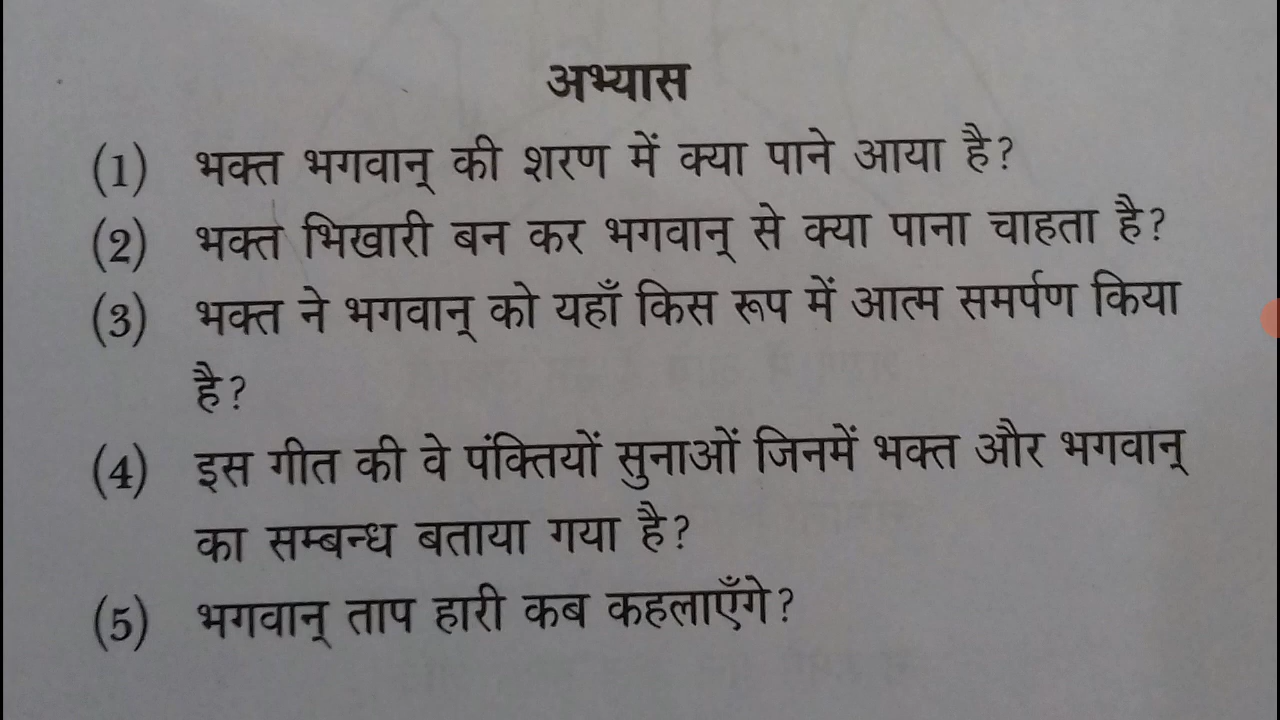 अभ्यास
(1) भक्त भगवान् की शरण में क्या पाने आया है?
(2) भक्त भिखारी बन कर भगवान् से क्या पाना चाहता है?
(3) भक्त ने भगवान् को यहाँ किस रूप में आत्म समर्पण किया
है?
(4) इस गीत की वे पंक्तियों सुनाओं जिनमें भक्त और भगवान्
का सम्बन्ध बताया गया है?
(5) भगवान् ताप हारी कब कहलाएँगे?